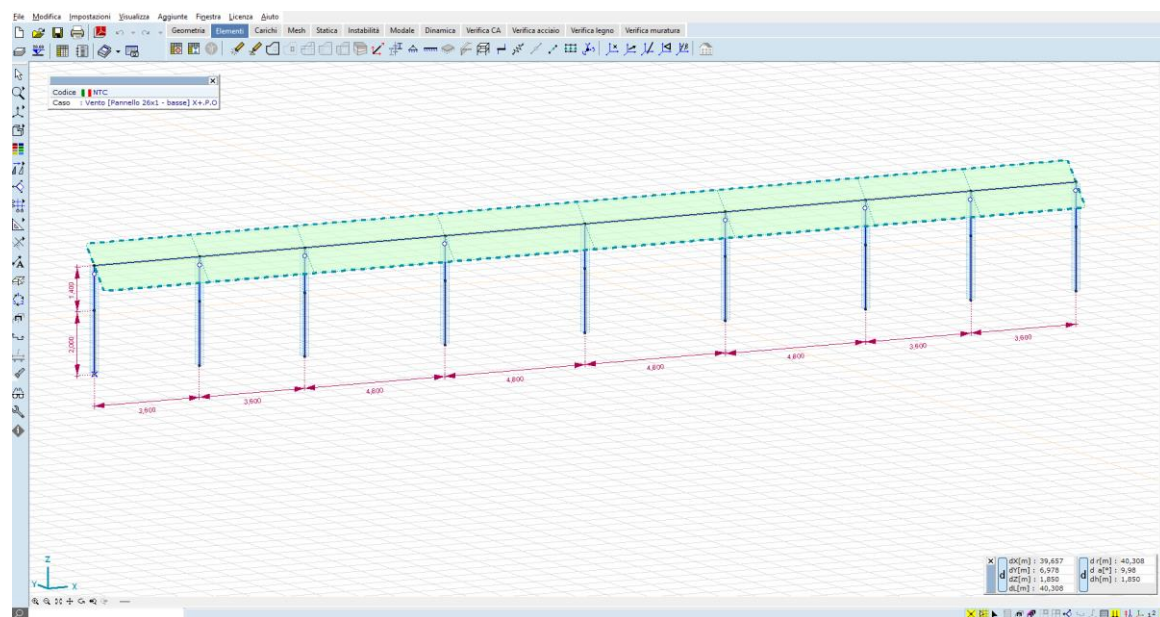 File Modifica Impostazioni Visualizza Aggiunte Finestra Licenza Aiuto
Geometria Elementi Carichi Mesh Statica Instabilità Modale Dinamica Verifica CA Verifica acciaio Verifica legno Verifica muratura
Codice : NTC
Caso : Vento [Pannello 26x1 - basse] X+.P.O
1,400
2,000
3,600
4,800
4,800
4,800
4,800
3,600
3,600
Z
Y X
dX[m] : 39,657 d r[m] : 40,308
dY[m] : 6,978 d a[°] : 9,98
dZ[m] : 1,850 dh[m] : 1,850
dL[m] : 40,308
d d